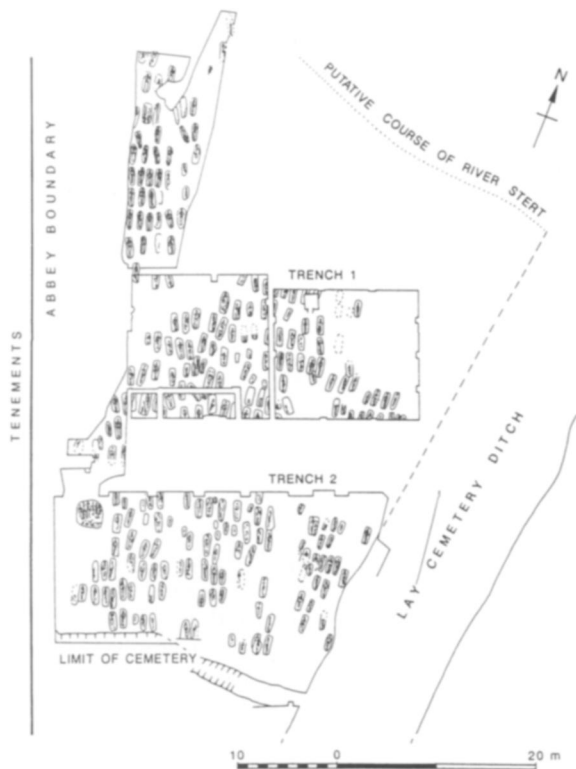 PUTATIVE COURSE OF RIVER STERT
N
ABBEY BOUNDARY
TENEMENTS
TRENCH 1
TRENCH 2
LAY CEMETERY DITCH
LIMIT OF CEMETERY
10 0 20 m